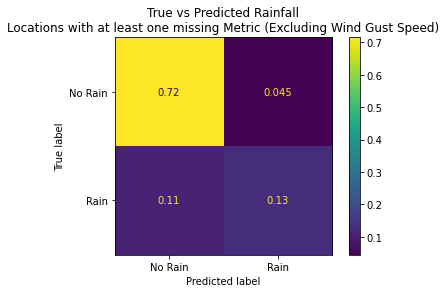 True vs Predicted Rainfall
Locations with at least one missing Metric (Excluding Wind Gust Speed)
No Rain
0.72
0.045
Rain
0.11
0.13
True label
No Rain
Rain
Predicted label
0.7
0.6
0.5
0.4
0.3
0.2
0.1